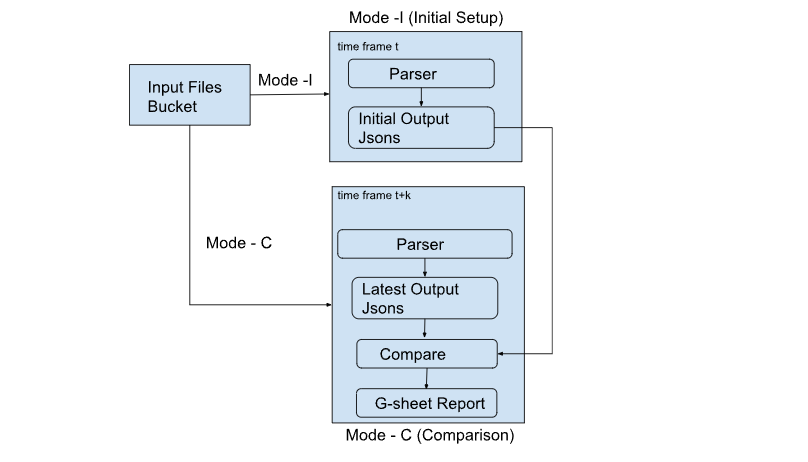 Mode -I (Initial Setup)
time frame t
Parser
Input Files
Bucket
Mode -I
Initial Output
Jsons
time frame t+k
Mode - C
Parser
Latest Output
Jsons
Compare
G-sheet Report
Mode - C (Comparison)